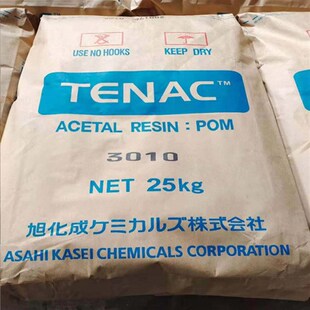 USE NO HOOKS
KEEP DRY
TENAC™
ACETAL RESIN : POM
3010
NET 25kg
旭化成ケミカルズ株式会社
ASAHI KASEI CHEMICALS CORPORATION